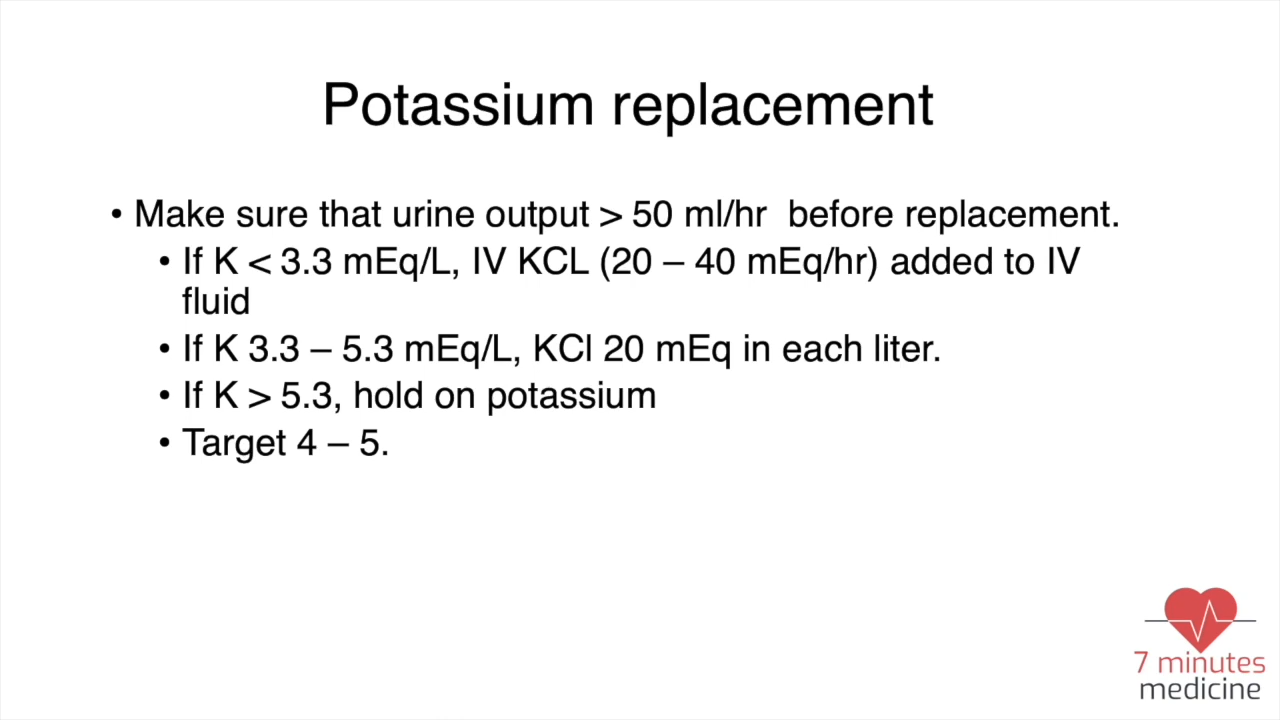 Potassium replacement
• Make sure that urine output > 50 ml/hr  before replacement.
• If K < 3.3 mEq/L, IV KCL (20 – 40 mEq/hr) added to IV
fluid
• If K 3.3 – 5.3 mEq/L, KCl 20 mEq in each liter.
• If K > 5.3, hold on potassium
• Target 4 – 5.
7 minutes
medicine